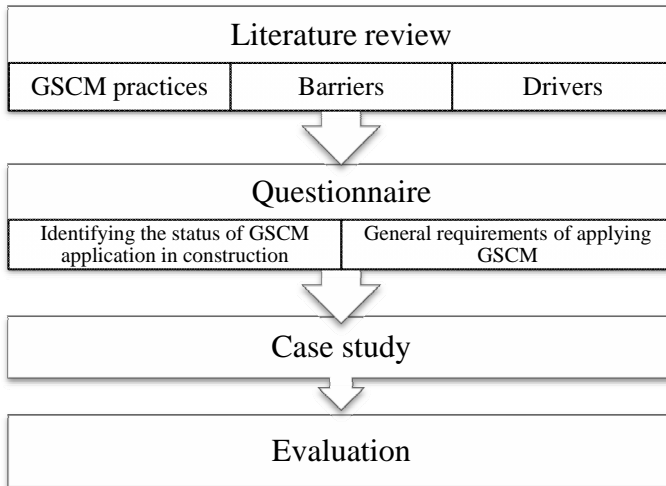 Literature review
GSCM practices
Barriers
Drivers
Questionnaire
Identifying the status of GSCM
application in construction
General requirements of applying
GSCM
Case study
Evaluation